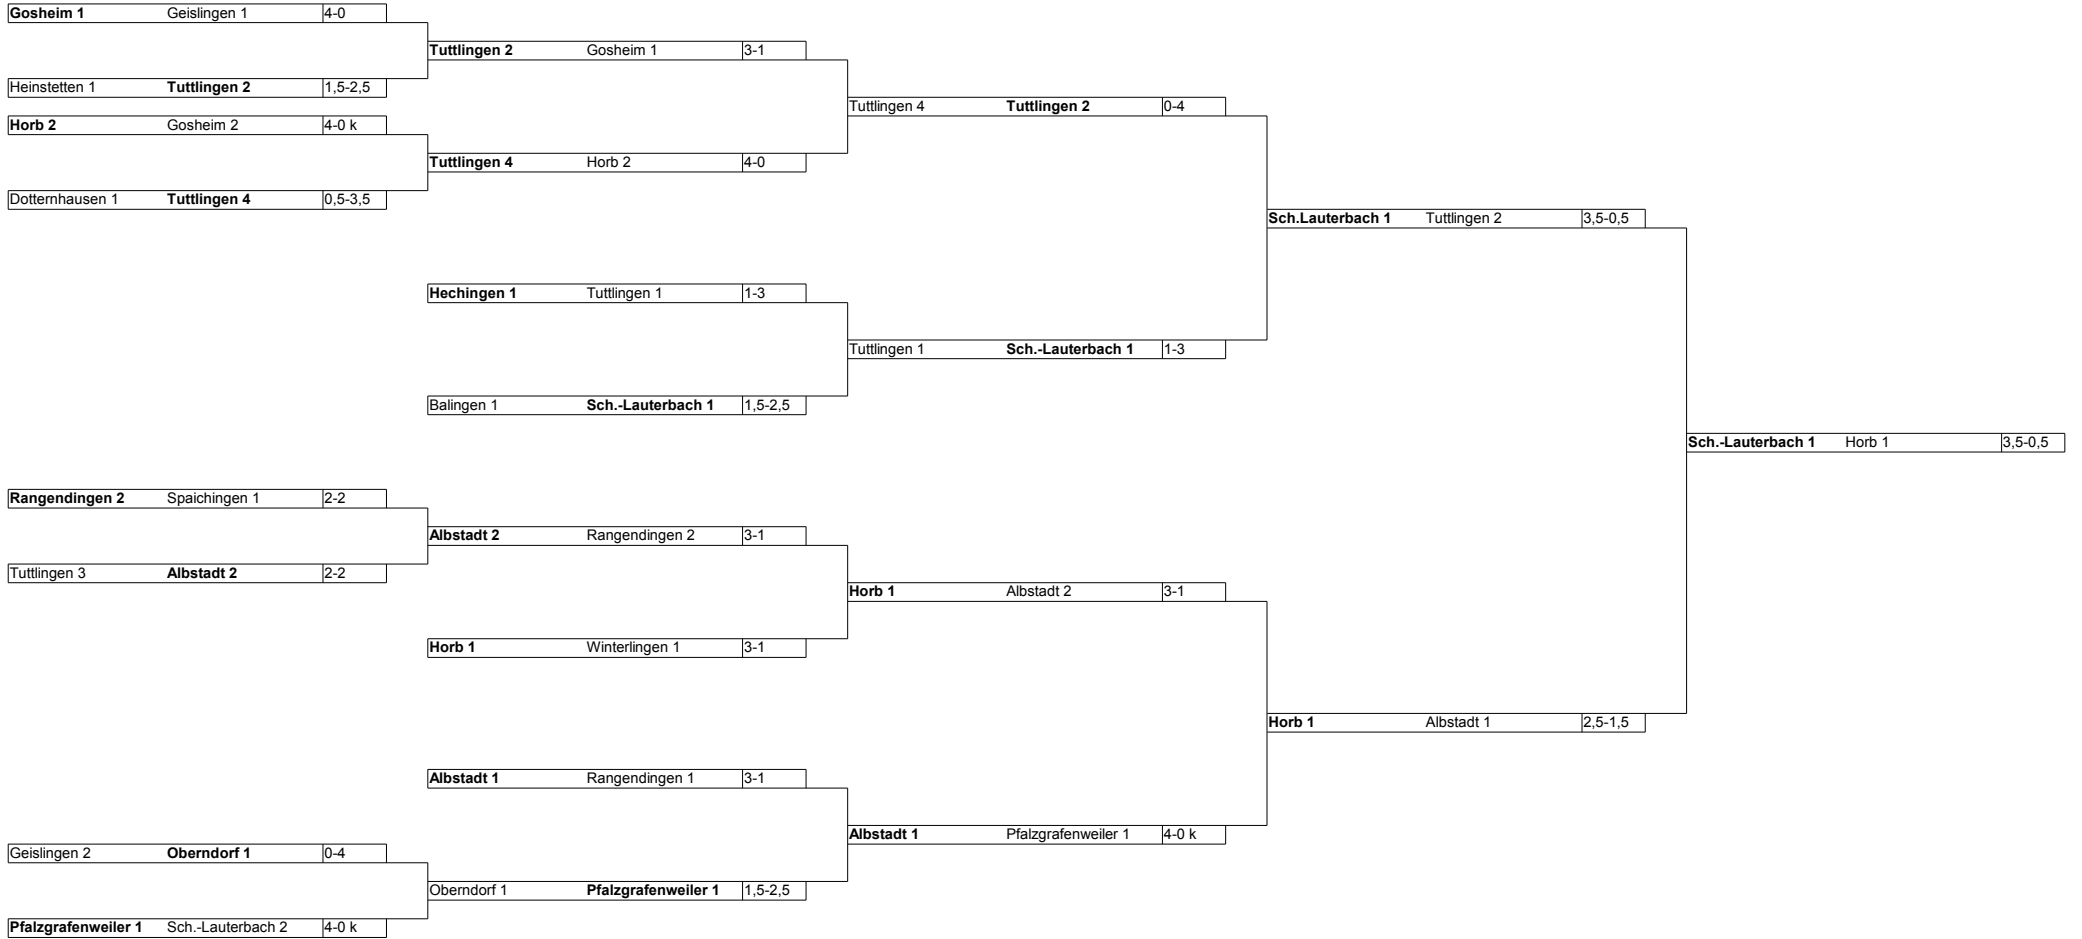 Gosheim 1 Geislingen 1 4-0
Tuttlingen 2 Gosheim 1 3-1
Heinstetten 1 Tuttlingen 2 1,5-2,5
Tuttlingen 4 Tuttlingen 2 0-4
Horb 2 Gosheim 2 4-0 k
Tuttlingen 4 Horb 2 4-0
Dotternhausen 1 Tuttlingen 4 0,5-3,5
Sch.Lauterbach 1 Tuttlingen 2 3,5-0,5
Hechingen 1 Tuttlingen 1 1-3
Tuttlingen 1 Sch.-Lauterbach 1 1-3
Balingen 1 Sch.-Lauterbach 1 1,5-2,5
Sch.-Lauterbach 1 Horb 1 3,5-0,5
Rangendingen 2 Spaichingen 1 2-2
Albstadt 2 Rangendingen 2 3-1
Tuttlingen 3 Albstadt 2 2-2
Horb 1 Albstadt 2 3-1
Horb 1 Winterlingen 1 3-1
Horb 1 Albstadt 1 2,5-1,5
Albstadt 1 Rangendingen 1 3-1
Albstadt 1 Pfalzgrafenweiler 1 4-0 k
Geislingen 2 Oberndorf 1 0-4
Oberndorf 1 Pfalzgrafenweiler 1 1,5-2,5
Pfalzgrafenweiler 1 Sch.-Lauterbach 2 4-0 k